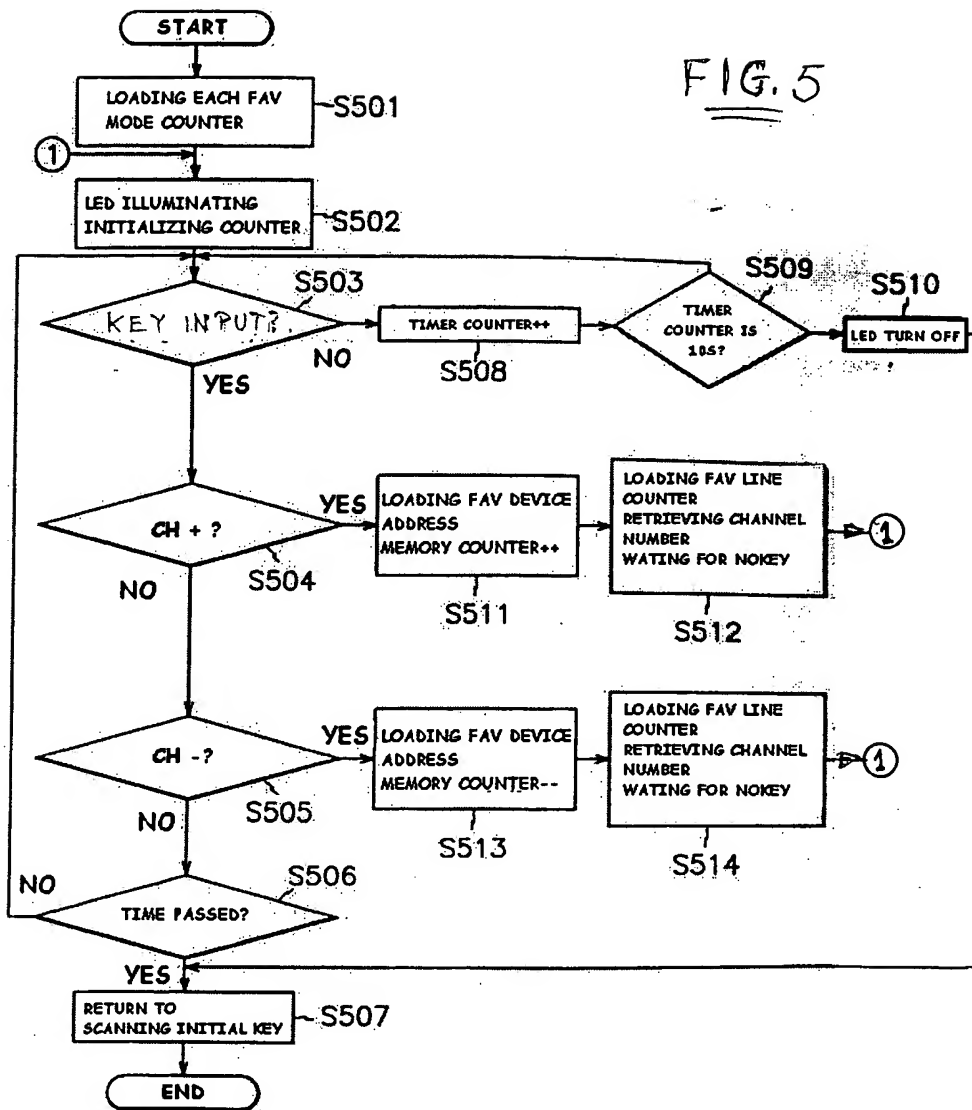 FIG. 5
START
LOADING EACH FAV
MODE COUNTER
S501
1
LED ILLUMINATING
INITIALIZING COUNTER
S502
S503
KEY INPUT?
NO
YES
TIMER COUNTER++
S508
S509
TIMER
COUNTER IS
10S?
S510
LED TURN OFF
CH + ?
YES
NO
S504
LOADING FAV DEVICE
ADDRESS
MEMORY COUNTER++
S511
LOADING FAV LINE
COUNTER
RETRIEVING CHANNEL
NUMBER
WATING FOR NOKEY
S512
1
CH -?
YES
NO
S505
LOADING FAV DEVICE
ADDRESS
MEMORY COUNTER--
S513
LOADING FAV LINE
COUNTER
RETRIEVING CHANNEL
NUMBER
WATING FOR NOKEY
S514
1
NO
S506
TIME PASSED?
YES
RETURN TO
SCANNING INITIAL KEY
S507
END